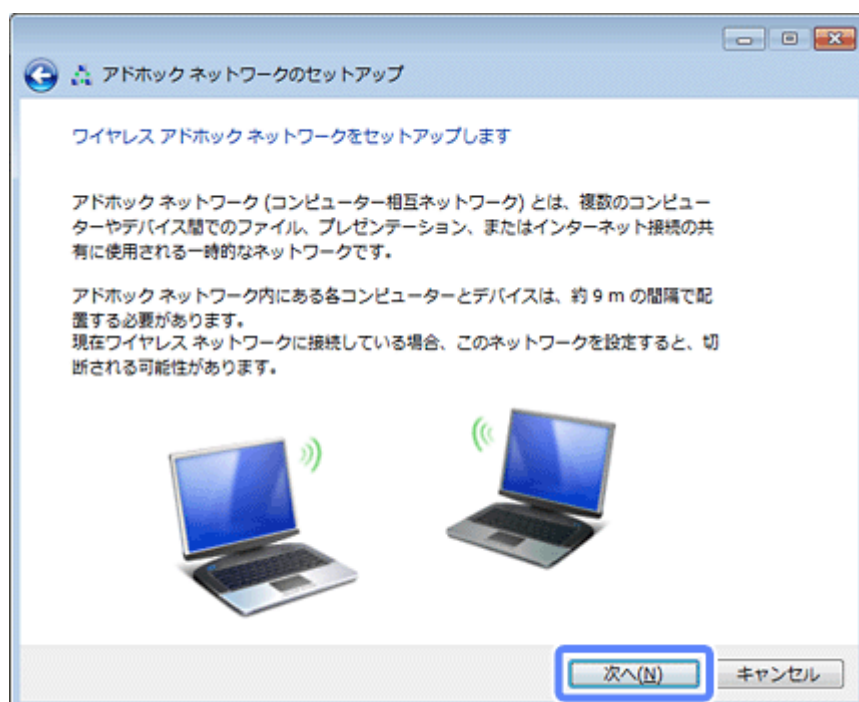 アドホック ネットワークのセットアップ
ワイヤレス アドホック ネットワークをセットアップします
アドホック ネットワーク (コンピューター相互ネットワーク) とは、複数のコンピュー
ターやデバイス間でのファイル、プレゼンテーション、またはインターネット接続の共
有に使用される一時的なネットワークです。
アドホック ネットワーク内にある各コンピューターとデバイスは、約 9 m の間隔で配
置する必要があります。
現在ワイヤレス ネットワークに接続している場合、このネットワークを設定すると、切
断される可能性があります。
次へ(N)
キャンセル